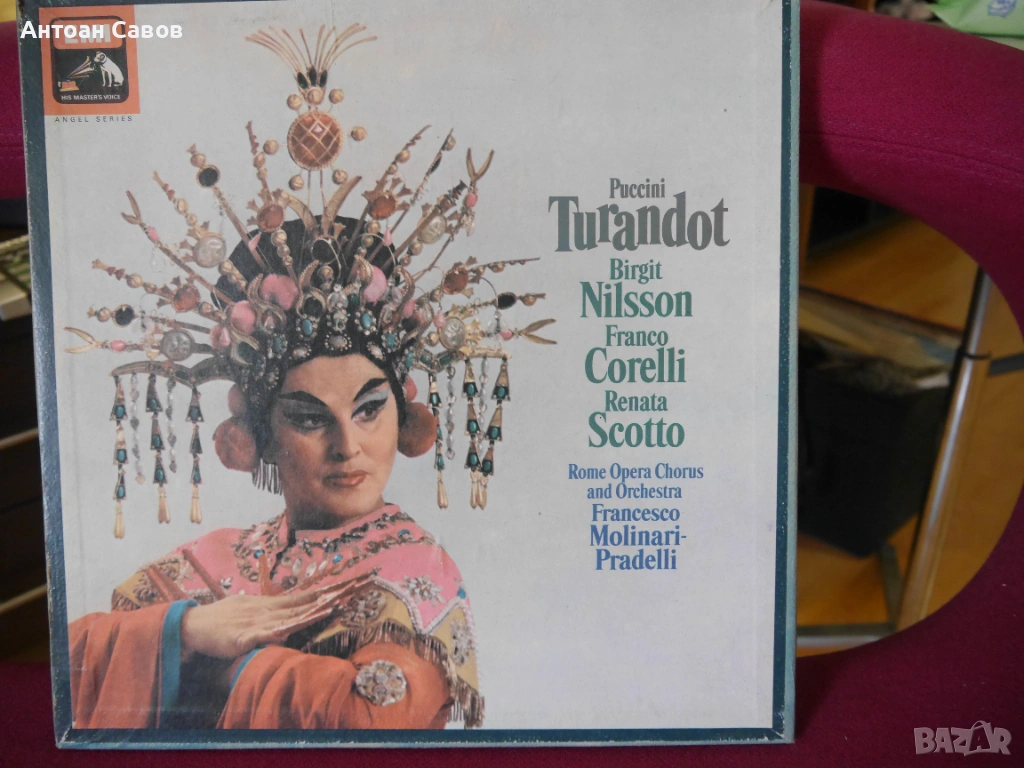 Антоан Савов
EMI
HIS MASTER'S VOICE
ANGEL SERIES
Puccini
Turandot
Birgit
Nilsson
Franco
Corelli
Renata
Scotto
Rome Opera Chorus
and Orchestra
Francesco
Molinari-
Pradelli
BAZAR